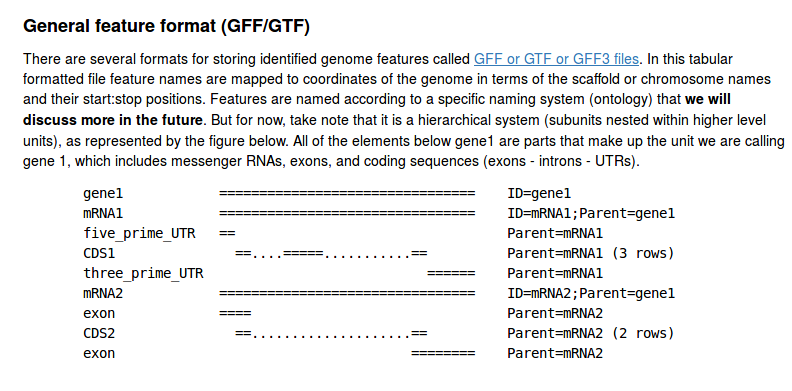 General feature format (GFF/GTF)
There are several formats for storing identified genome features called GFF or GTF or GFF3 files. In this tabular
formatted file feature names are mapped to coordinates of the genome in terms of the scaffold or chromosome names
and their start:stop positions. Features are named according to a specific naming system (ontology) that we will
discuss more in the future. But for now, take note that it is a hierarchical system (subunits nested within higher level
units), as represented by the figure below. All of the elements below gene1 are parts that make up the unit we are calling
gene 1, which includes messenger RNAs, exons, and coding sequences (exons - introns - UTRs).
gene1            ================================    ID=gene1
mRNA1            ================================    ID=mRNA1;Parent=gene1
five_prime_UTR   ==                                  Parent=mRNA1
CDS1               ==....=====...........==          Parent=mRNA1 (3 rows)
three_prime_UTR                            ======    Parent=mRNA1
mRNA2            ================================    ID=mRNA2;Parent=gene1
exon             ====                                Parent=mRNA2
CDS2               ==....................==          Parent=mRNA2 (2 rows)
exon                                     ========    Parent=mRNA2